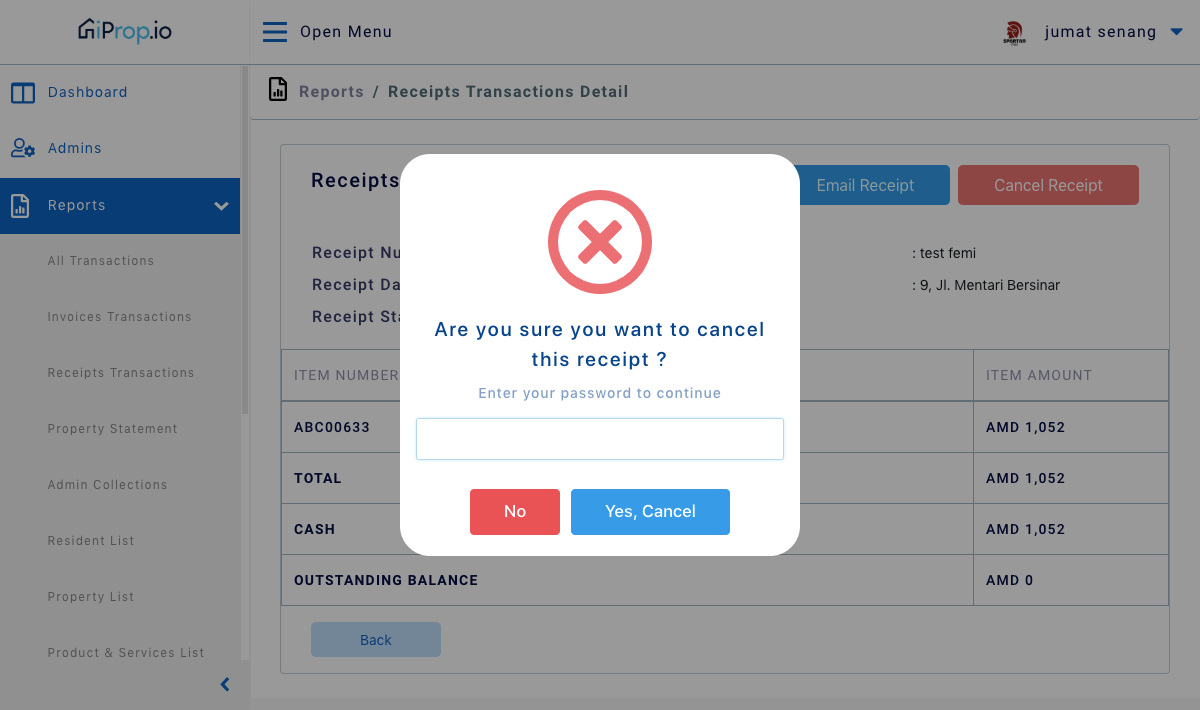 iProp.io
Open Menu
jumat senang
Dashboard
Admins
Reports
All Transactions
Invoices Transactions
Receipts Transactions
Property Statement
Admin Collections
Resident List
Property List
Product & Services List
Reports / Receipts Transactions Detail
Receipts
Email Receipt
Cancel Receipt
Receipt Nu
: test femi
Receipt Da
: 9, Jl. Mentari Bersinar
Receipt Sta
Are you sure you want to cancel
this receipt ?
Enter your password to continue
No
Yes, Cancel
ITEM NUMBER
ITEM AMOUNT
ABC00633
AMD 1,052
TOTAL
AMD 1,052
CASH
AMD 1,052
OUTSTANDING BALANCE
AMD 0
Back